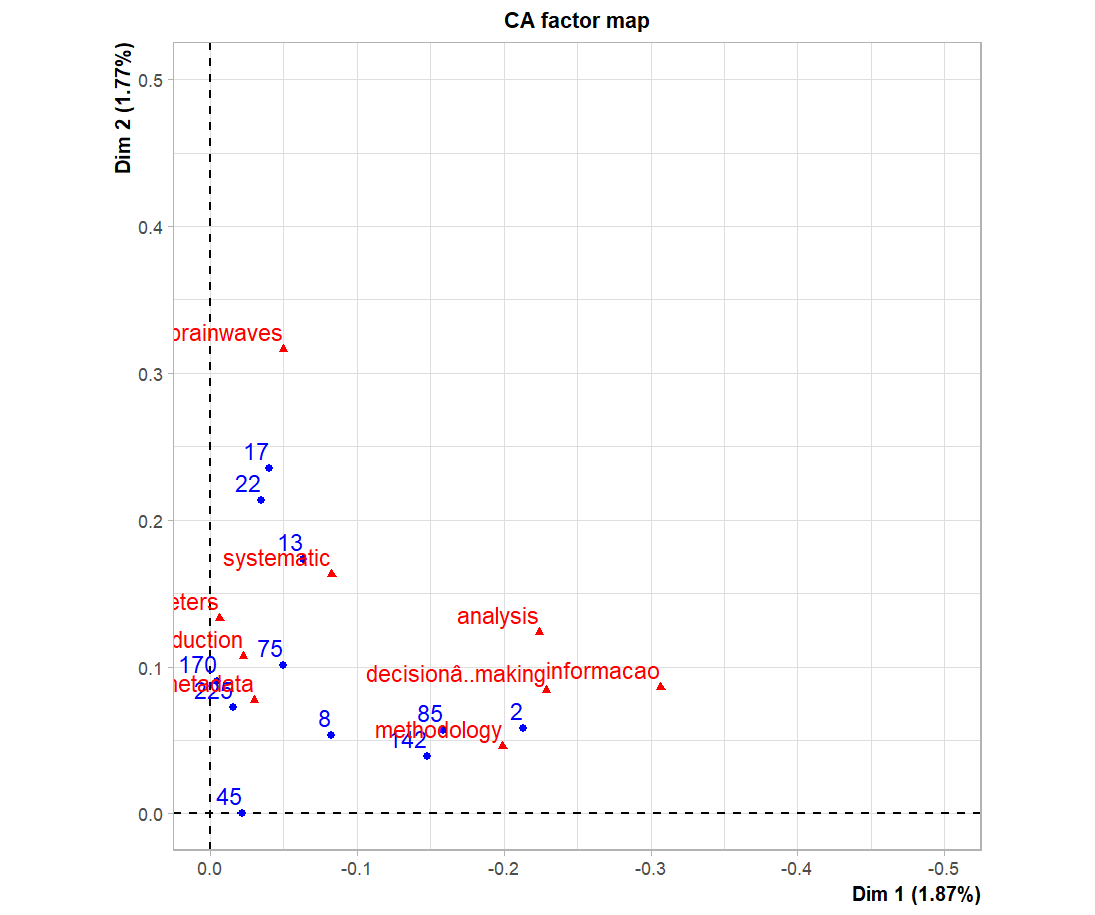 CA factor map
Dim 2 (1.77%)
0.5
0.4
0.3
0.2
0.1
0.0
brainwaves
17
22
13
systematic
eters
analysis
duction
75
170
decisionâ..making
informacao
netadata
225
8
85
2
methodology
142
45
0.0
-0.1
-0.2
-0.3
-0.4
-0.5
Dim 1 (1.87%)